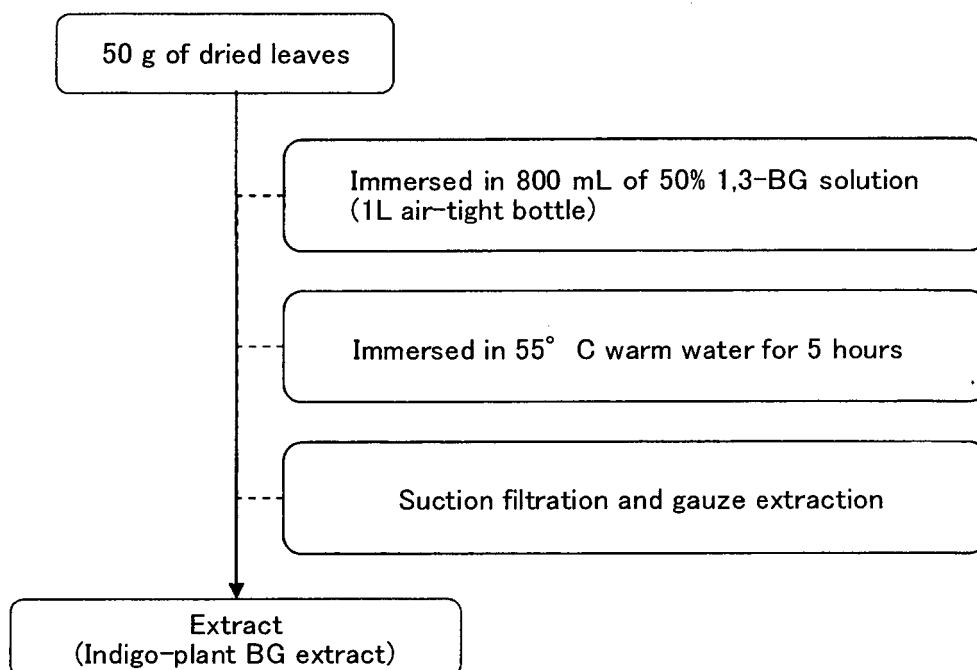 50 g of dried leaves
Immersed in 800 mL of 50% 1,3-BG solution
(1L air-tight bottle)
Immersed in 55° C warm water for 5 hours
Suction filtration and gauze extraction
Extract
(Indigo-plant BG extract)